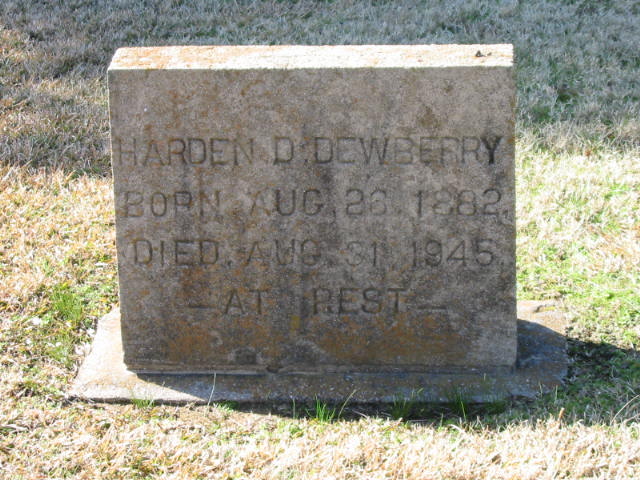 HARDEN D. DEWBERRY
BORN AUG. 26 1882.
DIED. AUG. 31 1945.
— AT REST —